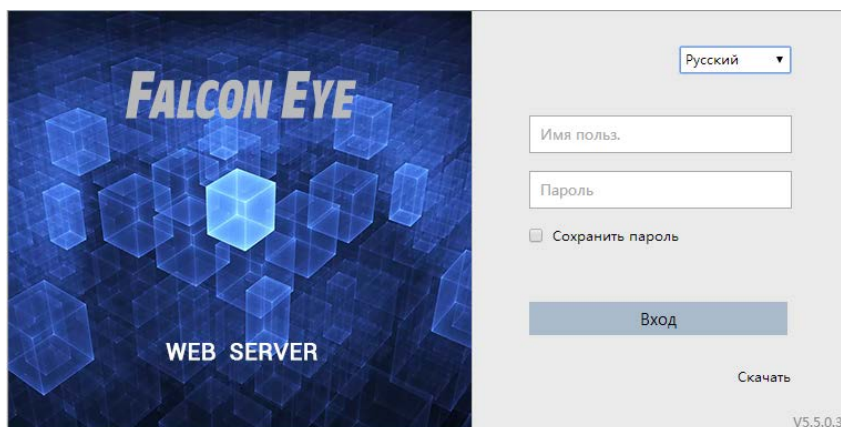 FALCON EYE
WEB SERVER
Русский
Имя польз.
Пароль
Сохранить пароль
Вход
Скачать
V5.5.0.3